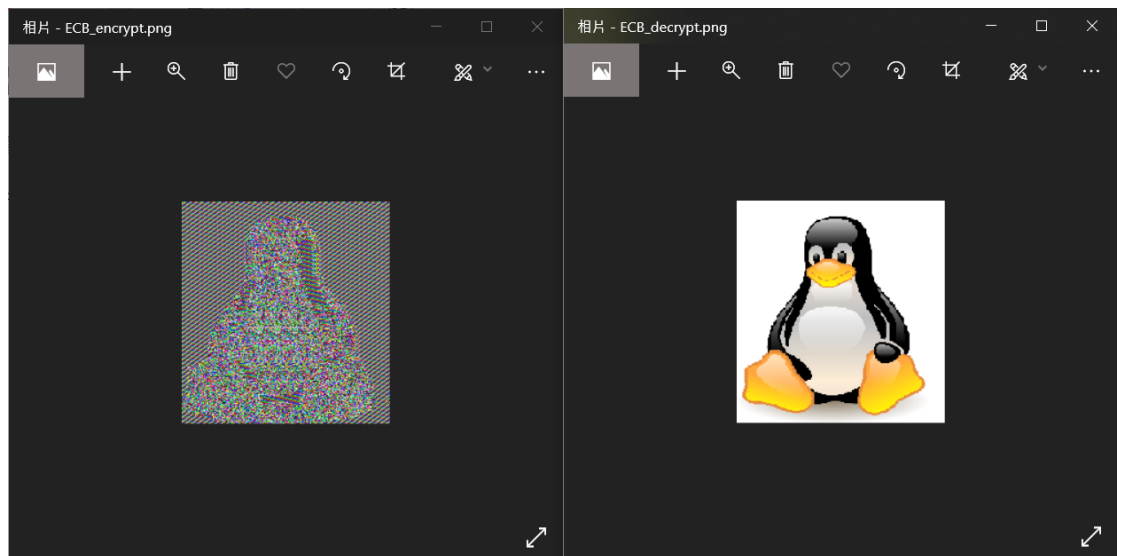 相片 - ECB_encrypt.png
相片 - ECB_decrypt.png